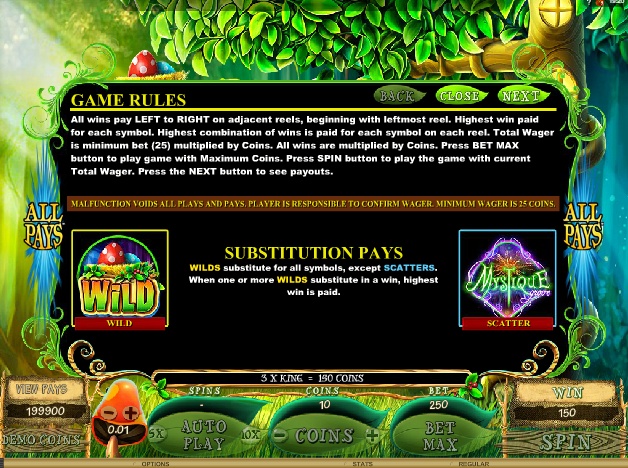 GAME RULES
BACK CLOSE NEXT
All wins pay LEFT to RIGHT on adjacent reels, beginning with leftmost reel. Highest win paid
for each symbol. Highest combination of wins is paid for each symbol on each reel. Total Wager
is minimum bet (25) multiplied by Coins. All wins are multiplied by Coins. Press BET MAX
button to play game with Maximum Coins. Press SPIN button to play the game with current
Total Wager. Press the NEXT button to see payouts.
MALFUNCTION VOIDS ALL PLAYS AND PAYS. PLAYER IS RESPONSIBLE TO CONFIRM WAGER. MINIMUM WAGER IS 25 COINS.
ALL
PAYS
ALL
PAYS
WILD
WILD
SUBSTITUTION PAYS
WILDS substitute for all symbols, except SCATTERS.
When one or more WILDS substitute in a win, highest
win is paid.
MYSTIQUE
SCATTER
3 X KING = 150 COINS
VIEW PAYS
199900
DEMO COINS
0.01
SPINS
-
5X AUTO PLAY 10X
COINS
10
- COINS +
BET
250
BET
MAX
WIN
150
SPIN
OPTIONS STATS REGULAR